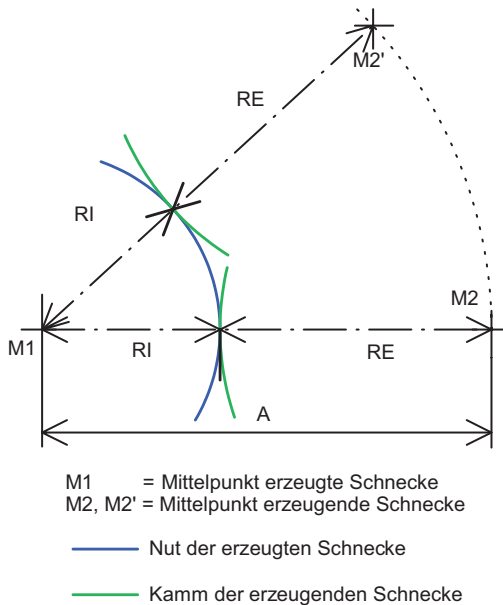 M2'
RE
RI
M2
M1
RI
RE
A
M1 = Mittelpunkt erzeugte Schnecke
M2, M2' = Mittelpunkt erzeugende Schnecke
Nut der erzeugten Schnecke
Kamm der erzeugenden Schnecke